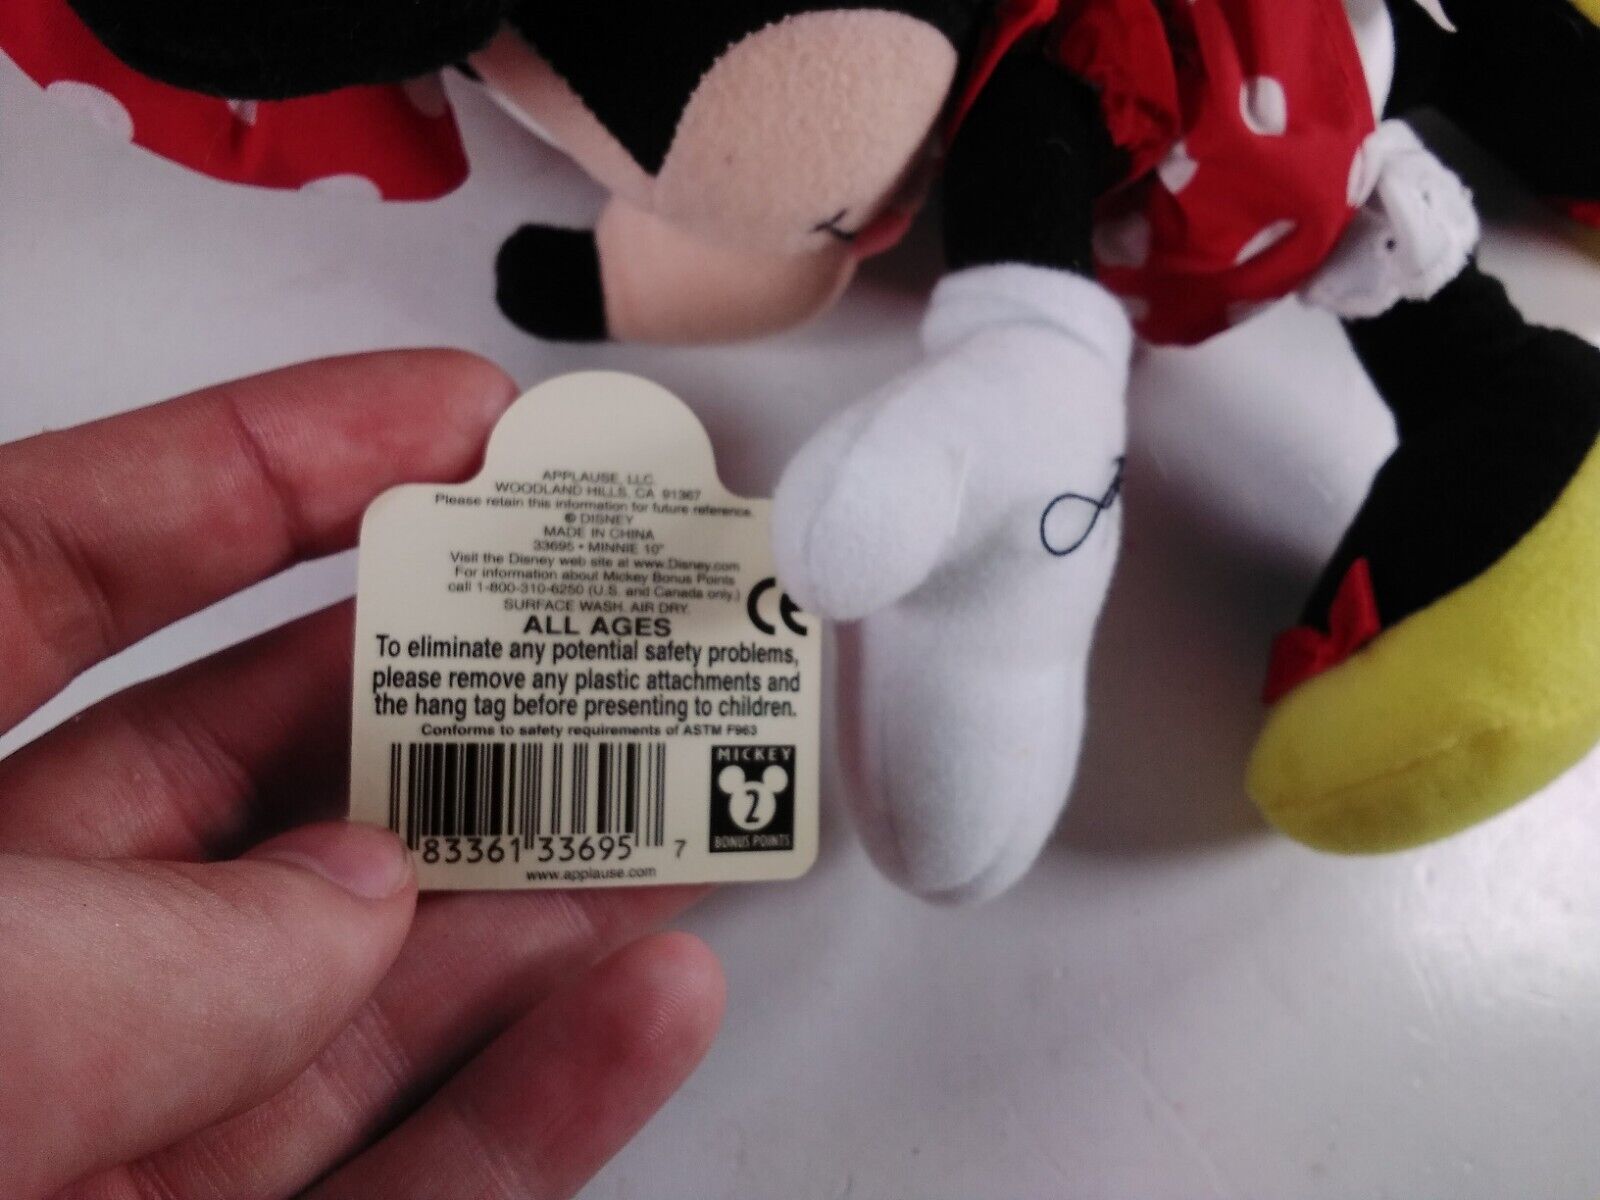 APPLAUSE, LLC.
WOODLAND HILLS, CA 91367
Please retain this information for future reference.
© DISNEY
MADE IN CHINA
33695 • MINNIE 10"
Visit the Disney web site at www.Disney.com
For information about Mickey Bonus Points
call 1-800-310-6250 (U.S. and Canada only.)
SURFACE WASH. AIR DRY.
CE
ALL AGES
To eliminate any potential safety problems,
please remove any plastic attachments and
the hang tag before presenting to children.
Conforms to safety requirements of ASTM F963
MICKEY
2
BONUS POINTS
83361 33695 7
www.applause.com